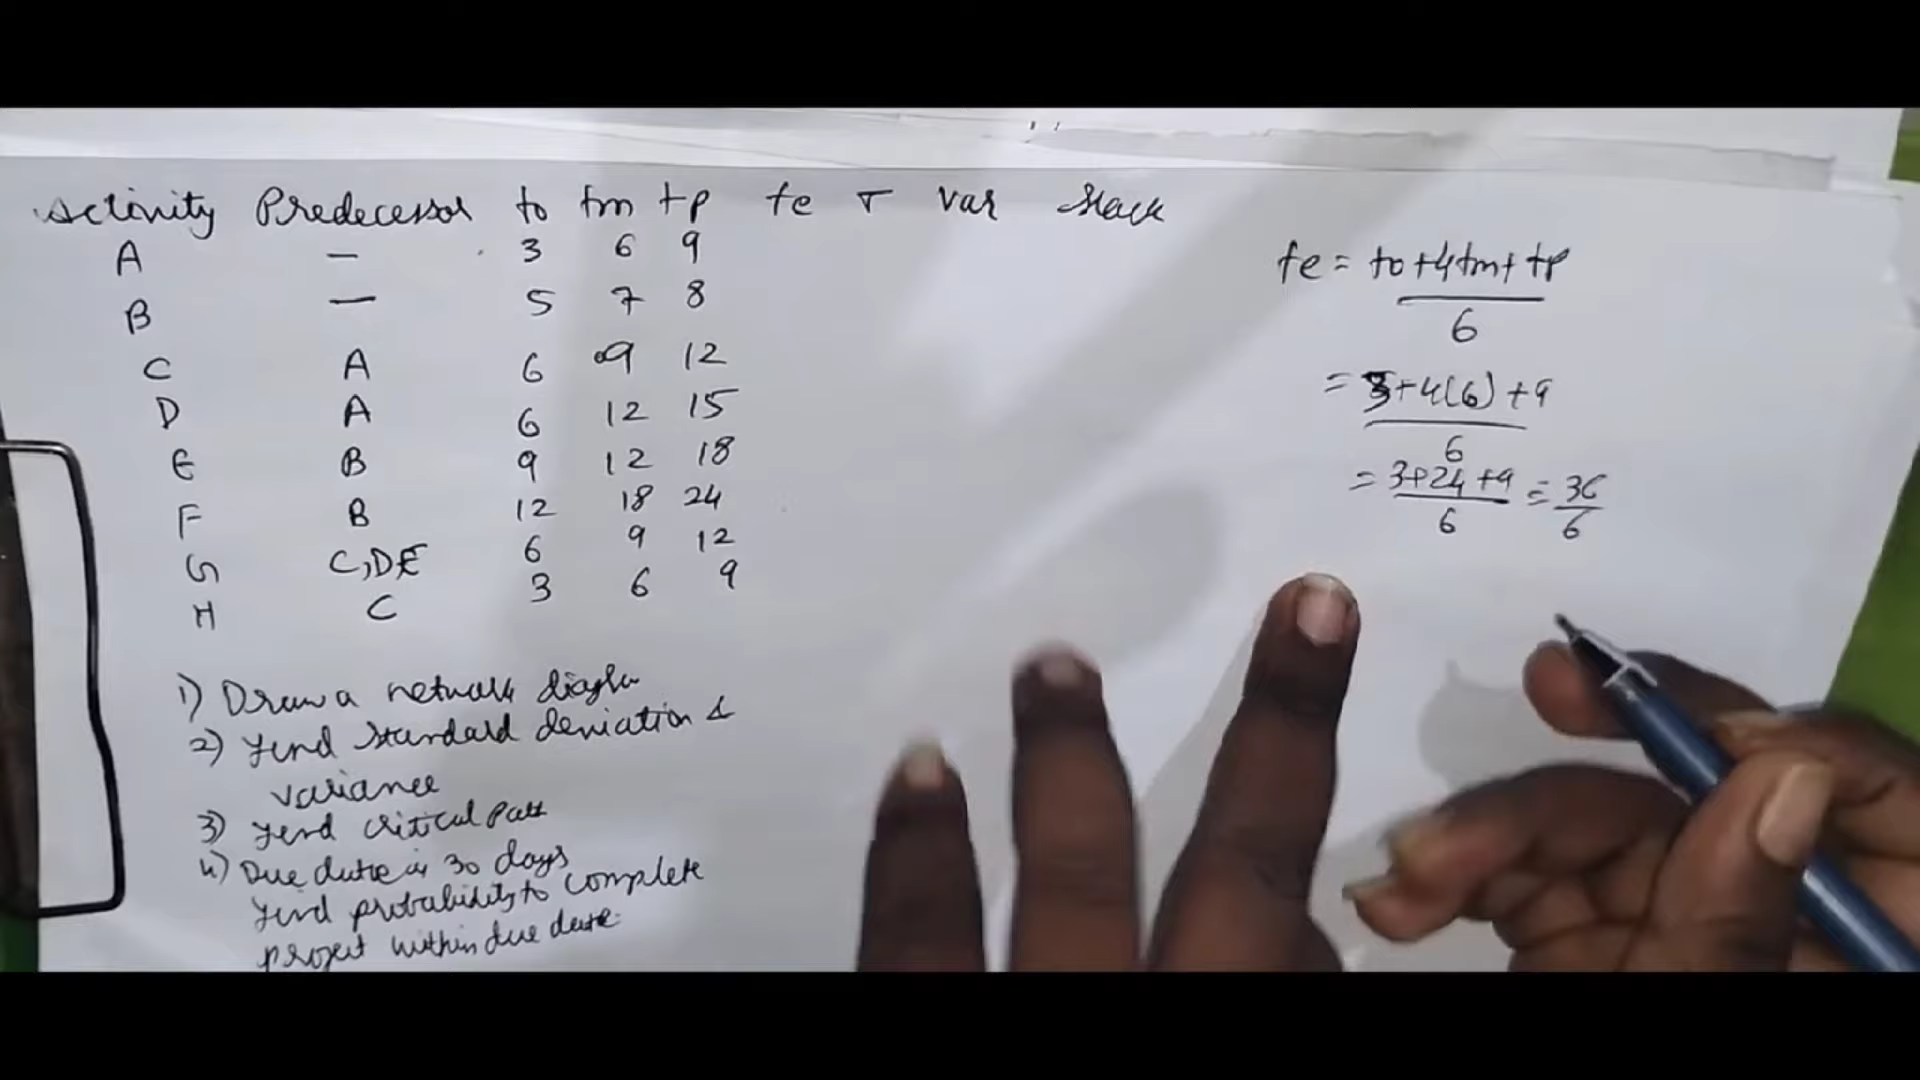 Activity Predecessor to tm tp te σ var slack
A — 3 6 9
B — 5 7 8
C A 6 9 12
D A 6 12 15
E B 9 12 18
F B 12 18 24
G C,D,E 6 9 12
H C 3 6 9
1) Draw a network
2) Find standard deviation &
variance
3) Find critical path
4) Due date is 30 days
Find probability to complete
project within due date.
te = to+4tm+tp
6
= 3+4(6)+9
6
= 3+24+9 = 36
6 6